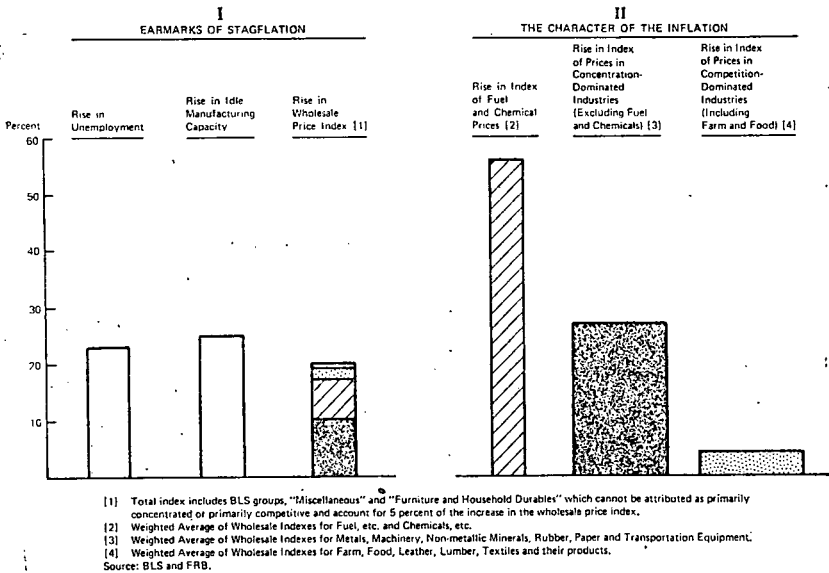 I
EARMARKS OF STAGFLATION
Rise in
Unemployment
Rise in Idle
Manufacturing
Capacity
Rise in
Wholesale
Price Index [1]
Percent
60
50
40
30
20
10
II
THE CHARACTER OF THE INFLATION
Rise in Index
of Fuel
and Chemical
Prices [2]
Rise in Index
of Prices in
Concentration-
Dominated
Industries
(Excluding Fuel
and Chemicals) [3]
Rise in Index
of Prices in
Competition-
Dominated
Industries
(Including
Farm and Food) [4]
[1] Total index includes BLS groups, "Miscellaneous" and "Furniture and Household Durables" which cannot be attributed as primarily
concentrated or primarily competitive and account for 5 percent of the increase in the wholesale price index.
[2] Weighted Average of Wholesale Indexes for Fuel, etc. and Chemicals, etc.
[3] Weighted Average of Wholesale Indexes for Metals, Machinery, Non-metallic Minerals, Rubber, Paper and Transportation Equipment.
[4] Weighted Average of Wholesale Indexes for Farm, Food, Leather, Lumber, Textiles and their products.
Source: BLS and FRB.